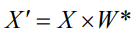 X′ = X × W*